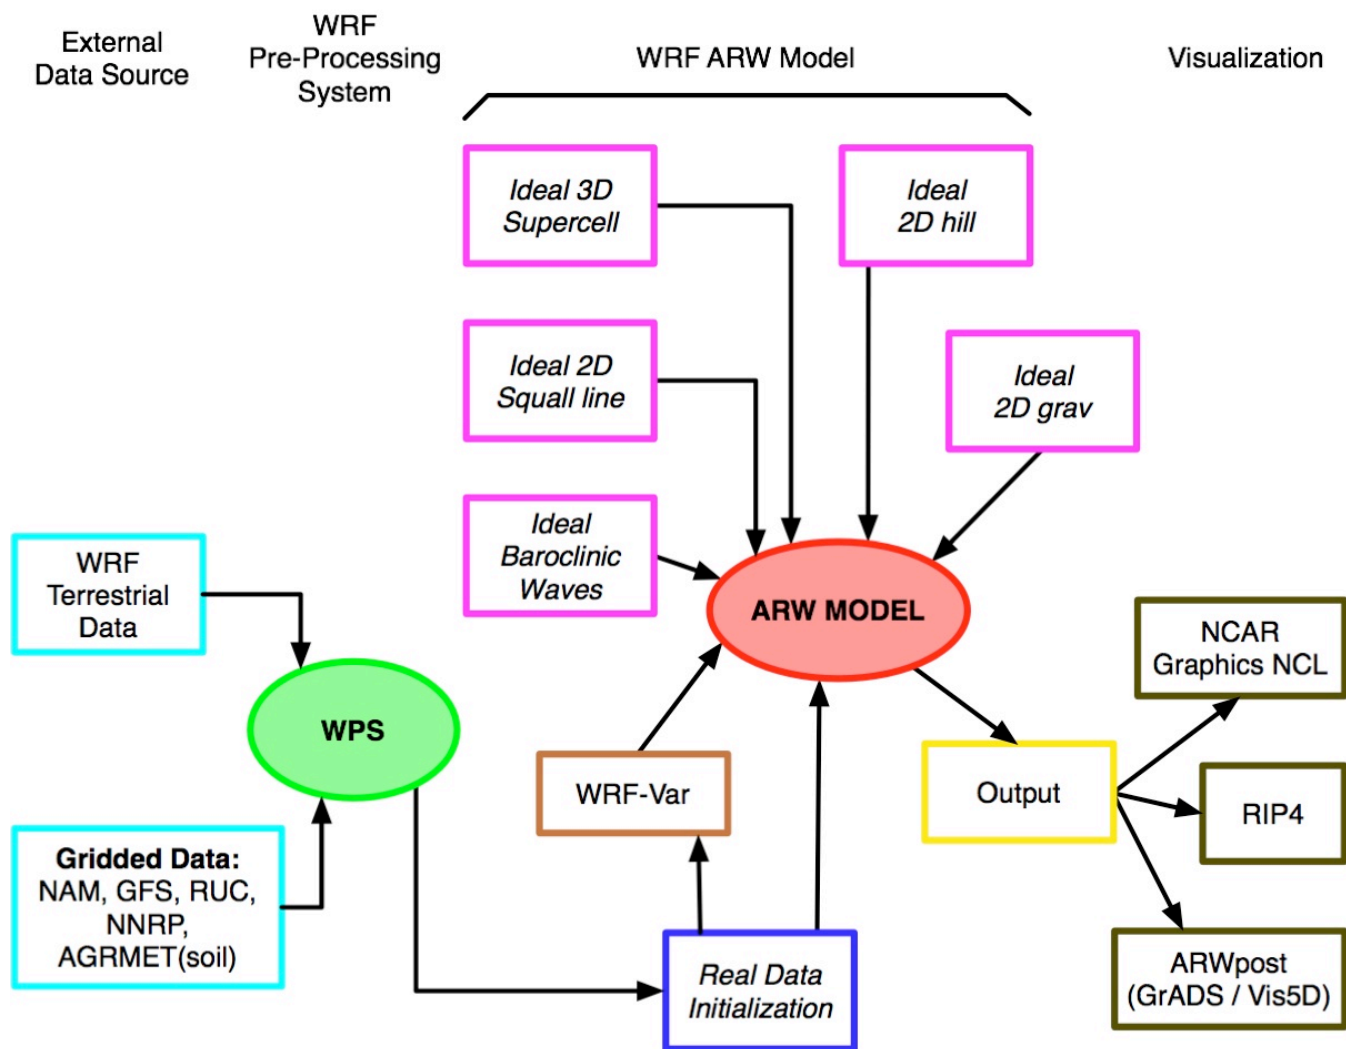 External
Data Source
WRF
Pre-Processing
System
WRF ARW Model
Visualization
Ideal 3D
Supercell
Ideal
2D hill
Ideal 2D
Squall line
Ideal
2D grav
Ideal
Baroclinic
Waves
WRF
Terrestrial
Data
ARW MODEL
WPS
NCAR
Graphics NCL
WRF-Var
Output
RIP4
Gridded Data:
NAM, GFS, RUC,
NNRP,
AGRMET(soil)
Real Data
Initialization
ARWpost
(GrADS / Vis5D)